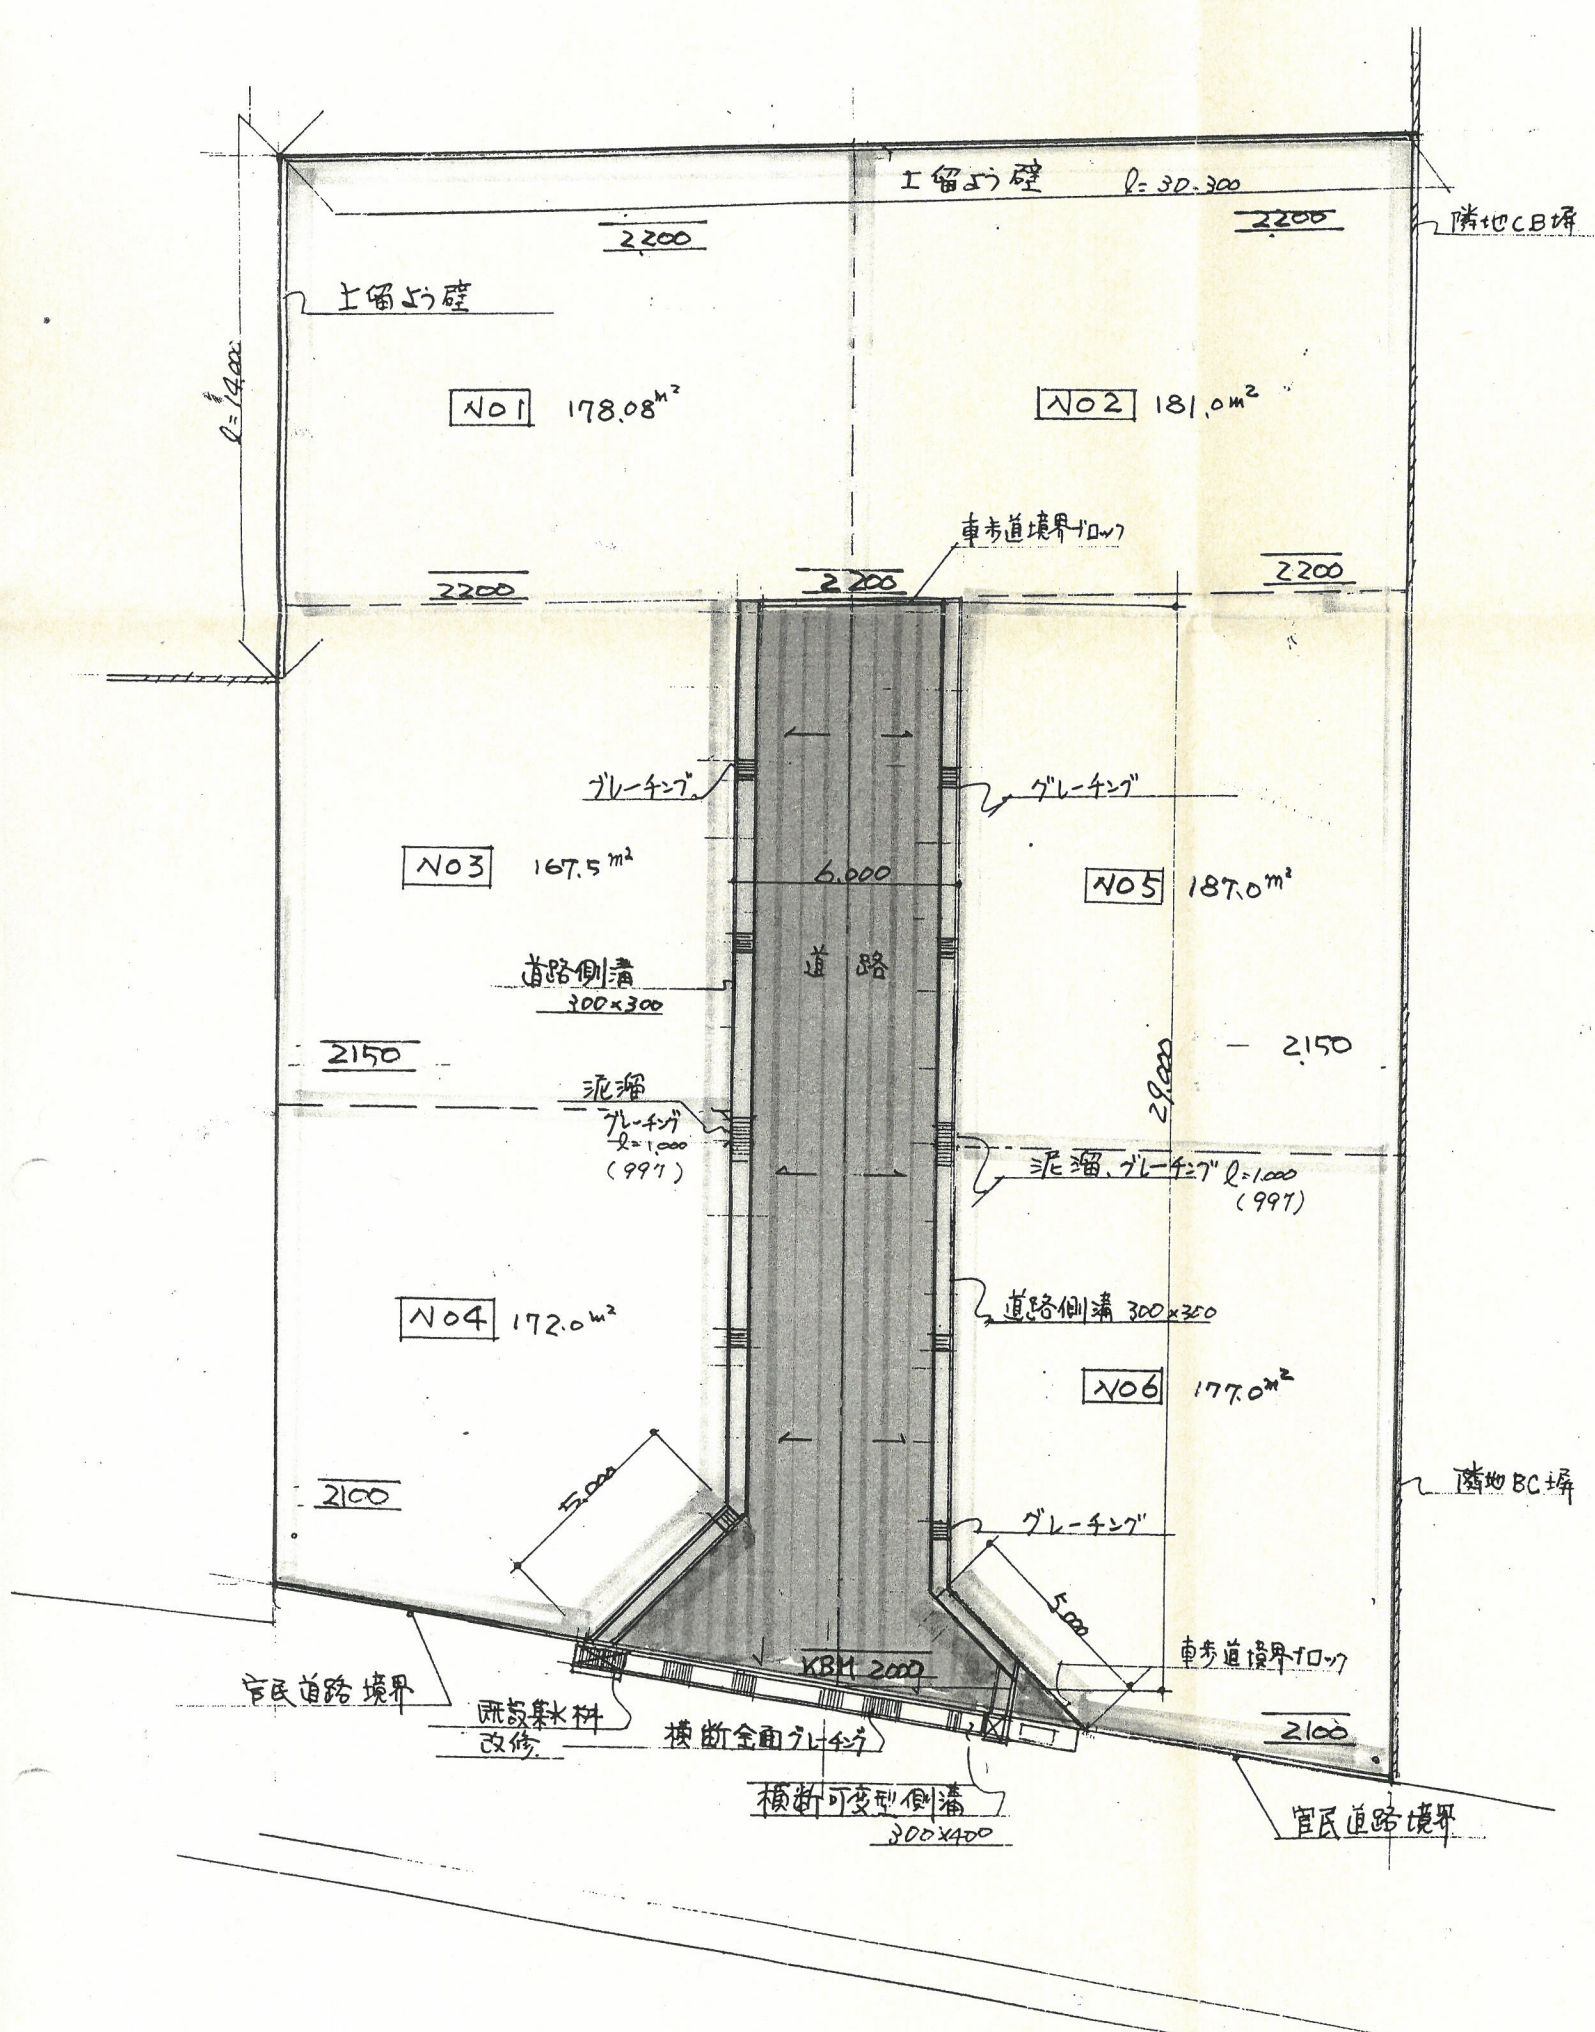 土留よう壁 l=30.300
2200
2200
隣地CB塀
土留よう壁
l=14.000
NO1 178.08m²
NO2 181.0m²
車歩道境界ブロック
2200
2200
2200
グレーチング
グレーチング
NO3 167.5m²
6.000
NO5 187.0m²
道路
道路側溝
300×300
2150
2150
29.000
泥溜
グレーチング
l=1.000
(997)
泥溜、グレーチング l=1.000
(997)
NO4 172.0m²
道路側溝 300×300
NO6 177.0m²
2100
5.000
隣地BC塀
グレーチング
5.000
車歩道境界ブロック
KBM 2000
官民道路境界
既設集水桝
改修
横断全面グレーチング
2100
横断可変型側溝
300×400
官民道路境界